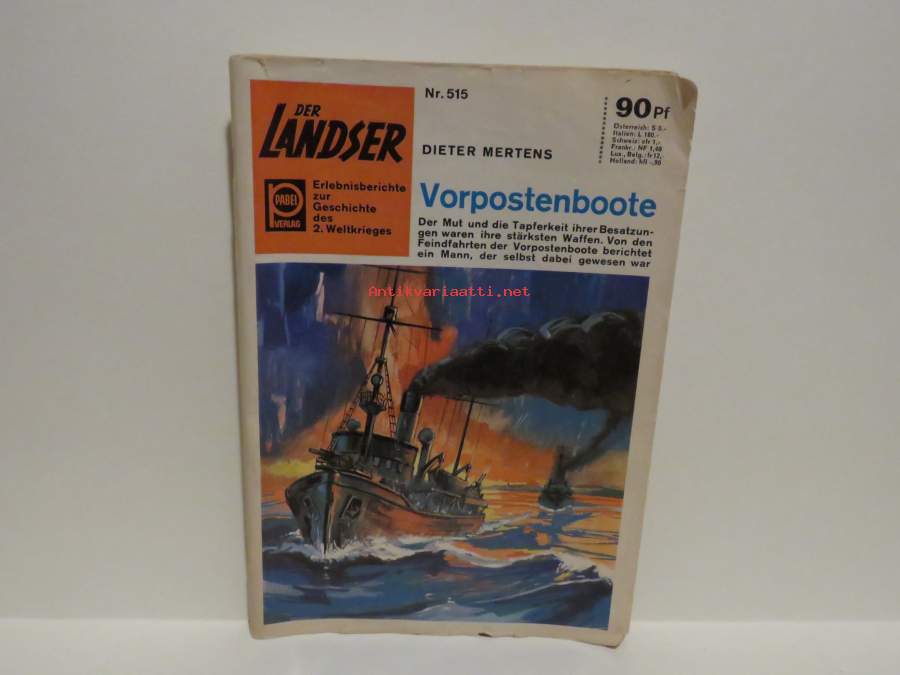 DER
LANDSER
PABEL
VERLAG
Erlebnisberichte
zur
Geschichte
des
2. Weltkrieges
Nr. 515
90 Pf
Österreich: S 6,-
Italien: L 180,-
Schweiz: sfr 1,-
Frankr.: NF 1,40
Lux., Belg.: fr 12,-
Holland: hfl -,90
DIETER MERTENS
Vorpostenboote
Der Mut und die Tapferkeit ihrer Besatzun-
gen waren ihre stärksten Waffen. Von den
Feindfahrten der Vorpostenboote berichtet
ein Mann, der selbst dabei gewesen war
Antikvariaatti.net